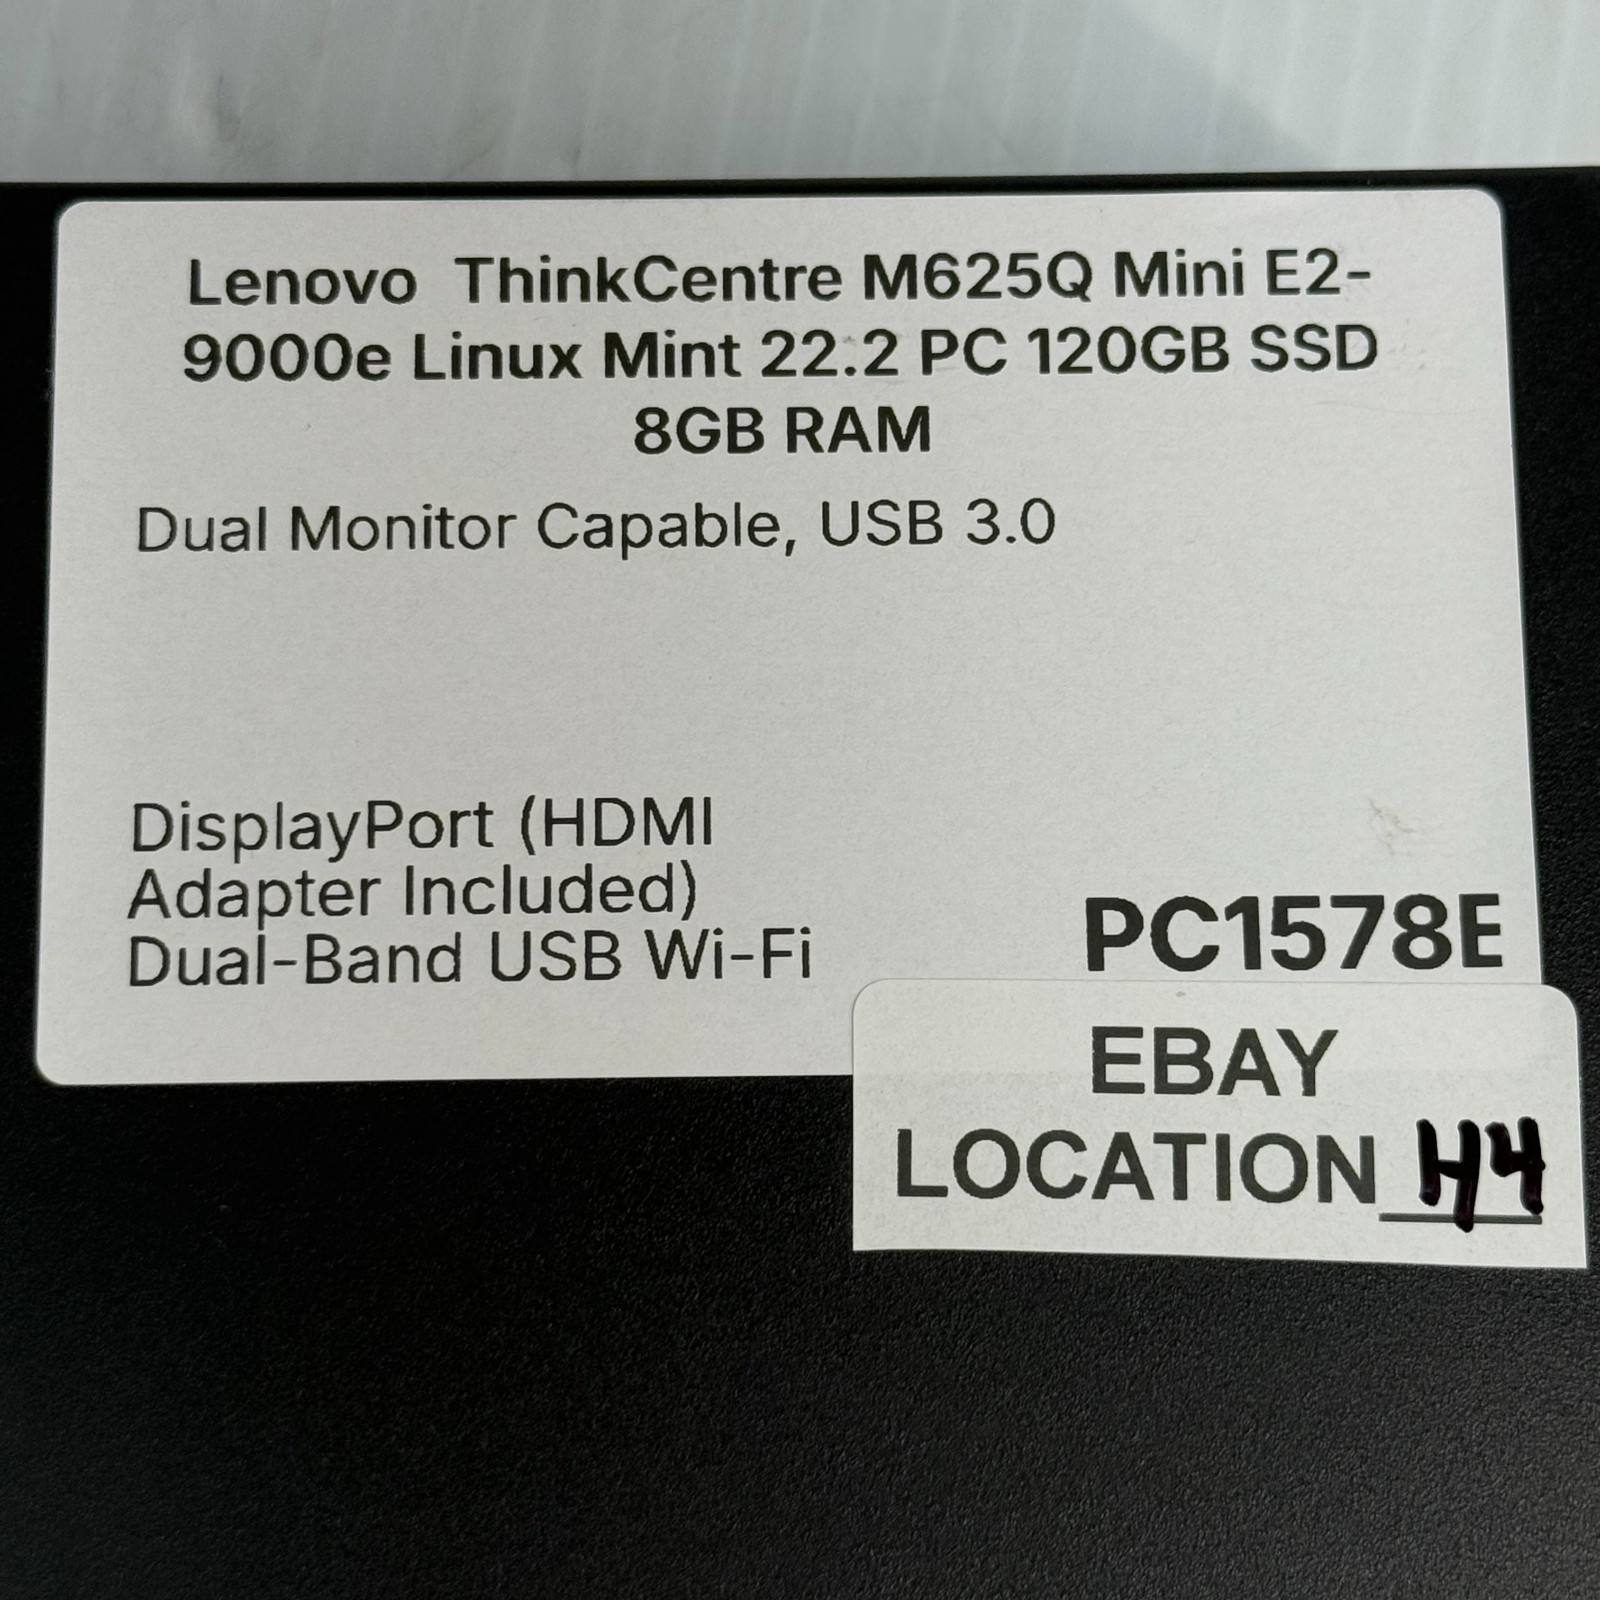 Lenovo ThinkCentre M625Q Mini E2-
9000e Linux Mint 22.2 PC 120GB SSD
8GB RAM
Dual Monitor Capable, USB 3.0
DisplayPort (HDMI
Adapter Included)
Dual-Band USB Wi-Fi
PC1578E
EBAY
LOCATION H4